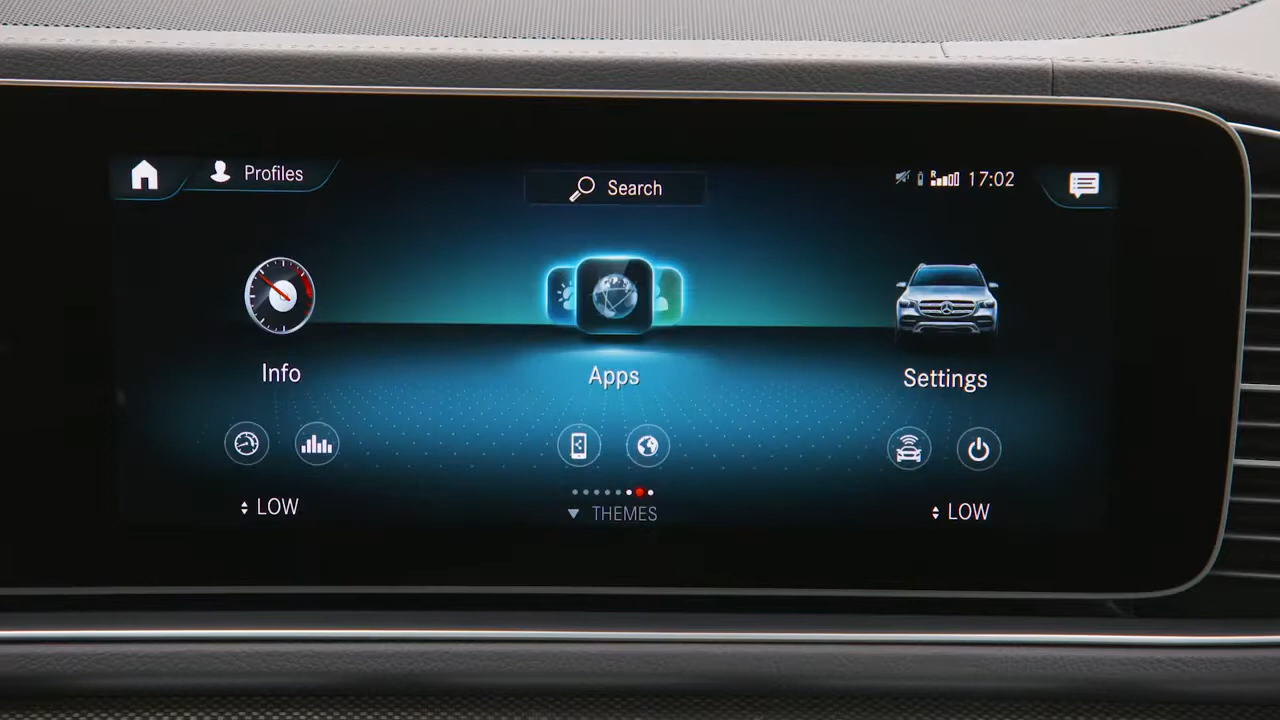 Profiles
Search
R 17:02
Info
Apps
Settings
LOW
THEMES
LOW